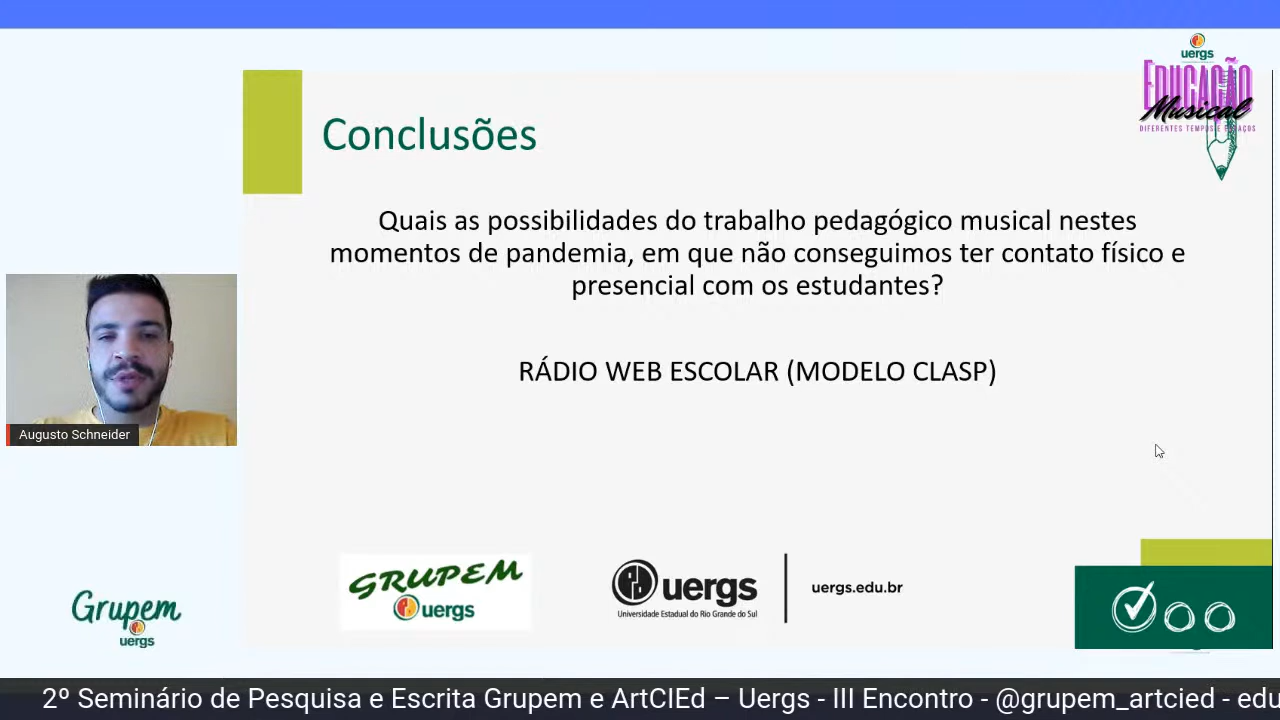 uergs
EDUCAÇÃO
Musical
DIFERENTES TEMPOS E ESPAÇOS
Conclusões
Quais as possibilidades do trabalho pedagógico musical nestes
momentos de pandemia, em que não conseguimos ter contato físico e
presencial com os estudantes?
RÁDIO WEB ESCOLAR (MODELO CLASP)
Augusto Schneider
GRUPEM
uergs
uergs
Universidade Estadual do Rio Grande do Sul
uergs.edu.br
Grupem
uergs
2º Seminário de Pesquisa e Escrita Grupem e ArtCIEd – Uergs - III Encontro - @grupem_artcied - edu